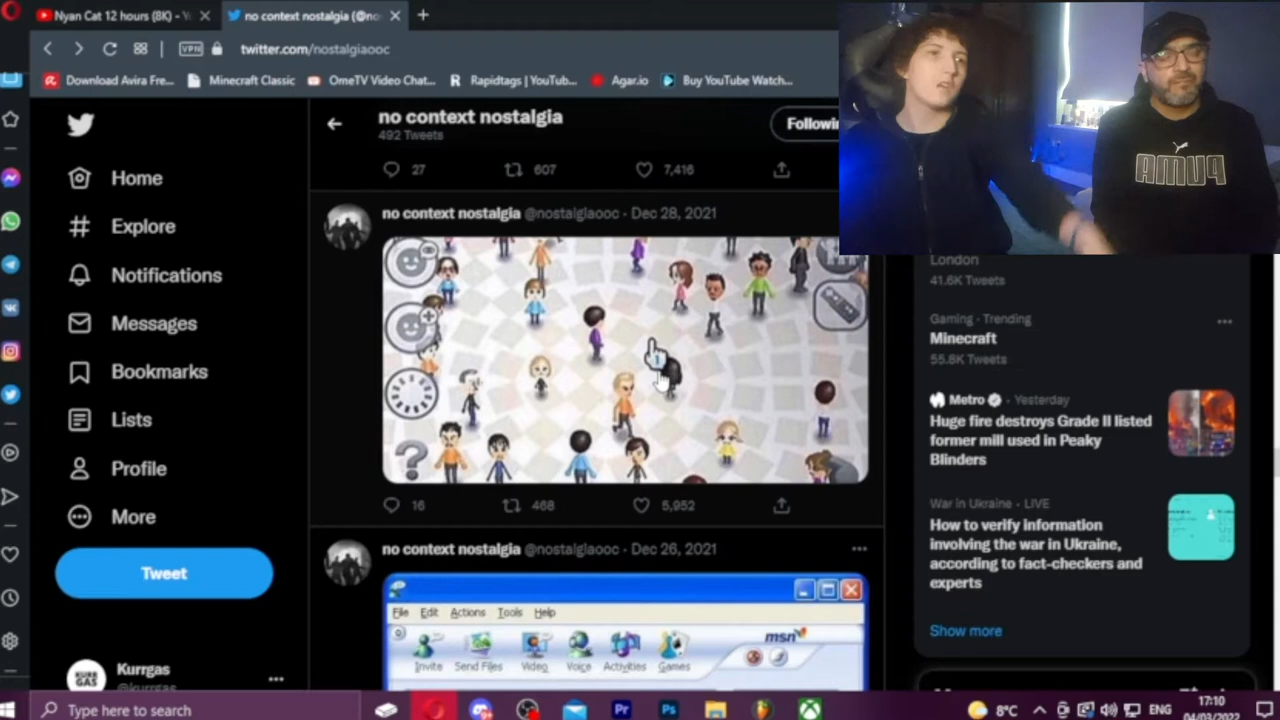 Nyan Cat 12 hours (8K) - Y
no context nostalgia (@no
VPN
twitter.com/nostalgiaooc
Download Avira Fre...
Minecraft Classic
OmeTV Video Chat...
Rapidtags | YouTub...
Agar.io
Buy YouTube Watch...
Home
Explore
Notifications
Messages
Bookmarks
Lists
Profile
More
Tweet
KURR
GAS
Kurrgas
@kurrgas
no context nostalgia
492 Tweets
Followin
27
607
7,416
no context nostalgia @nostalgiaooc · Dec 28, 2021
?
16
468
5,952
no context nostalgia @nostalgiaooc · Dec 26, 2021
File Edit Actions Tools Help
msn
Invite Send Files Video Voice Activities Games
PUMA
London
41.6K Tweets
Gaming · Trending
Minecraft
55.8K Tweets
Metro · Yesterday
Huge fire destroys Grade II listed
former mill used in Peaky
Blinders
War in Ukraine · LIVE
How to verify information
involving the war in Ukraine,
according to fact-checkers and
experts
Show more
Type here to search
Pr
Ps
8°C
ENG
17:10
04/03/2022